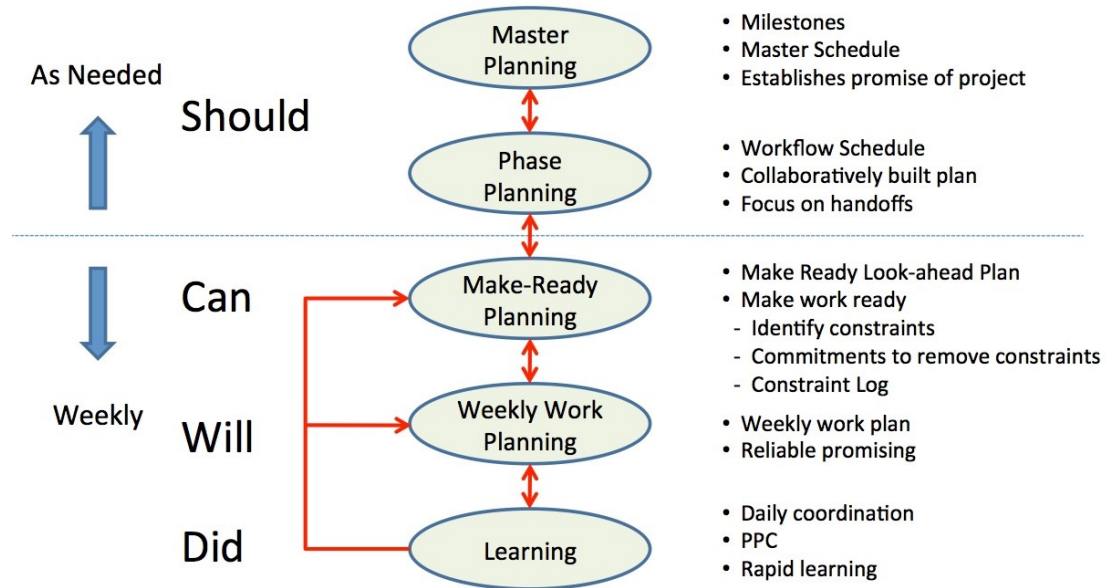 As Needed
Should
Master
Planning
• Milestones
• Master Schedule
• Establishes promise of project
Phase
Planning
• Workflow Schedule
• Collaboratively built plan
• Focus on handoffs
Can
Make-Ready
Planning
• Make Ready Look-ahead Plan
• Make work ready
- Identify constraints
- Commitments to remove constraints
- Constraint Log
Weekly
Will
Weekly Work
Planning
• Weekly work plan
• Reliable promising
Did
Learning
• Daily coordination
• PPC
• Rapid learning